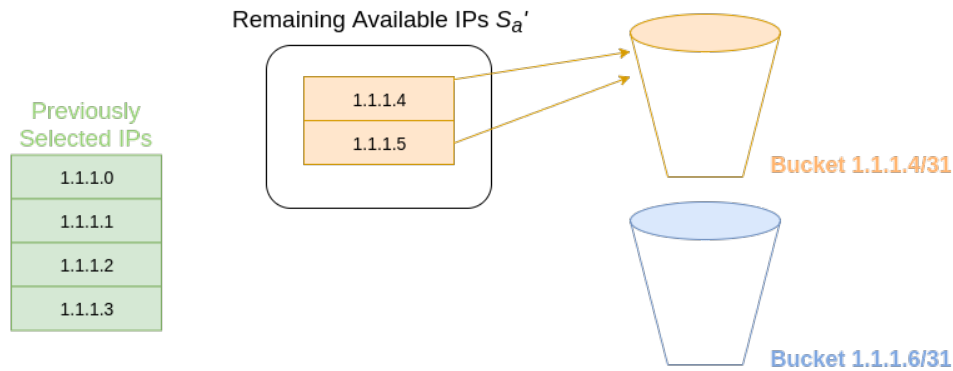 Remaining Available IPs Sa'
Previously
Selected IPs
1.1.1.0
1.1.1.1
1.1.1.2
1.1.1.3
1.1.1.4
1.1.1.5
Bucket 1.1.1.4/31
Bucket 1.1.1.6/31